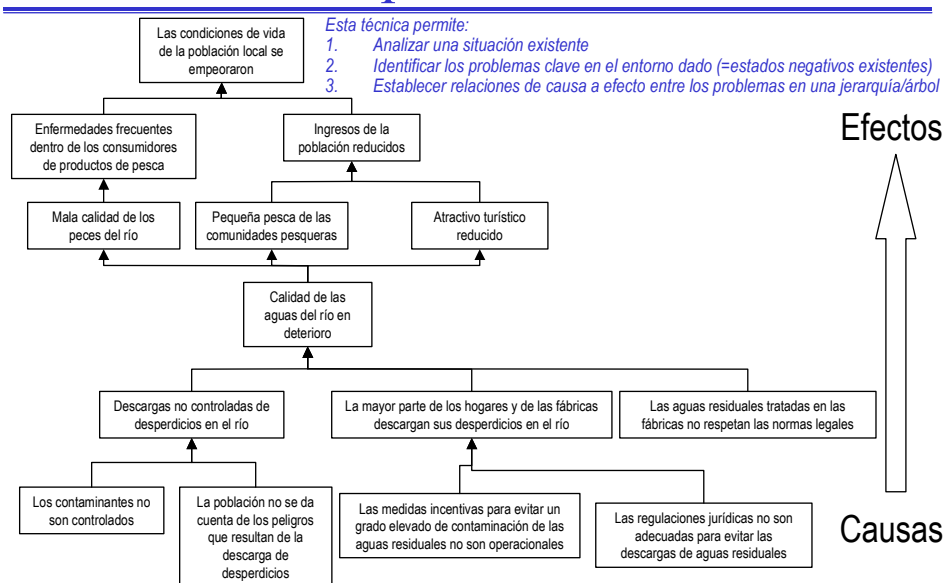 Las condiciones de vida
de la población local se
empeoraron
Esta técnica permite:
1. Analizar una situación existente
2. Identificar los problemas clave en el entorno dado (=estados negativos existentes)
3. Establecer relaciones de causa a efecto entre los problemas en una jerarquía/árbol
Enfermedades frecuentes
dentro de los consumidores
de productos de pesca
Ingresos de la
población reducidos
Efectos
Mala calidad de los
peces del río
Pequeña pesca de las
comunidades pesqueras
Atractivo turístico
reducido
Calidad de las
aguas del río en
deterioro
Descargas no controladas de
desperdicios en el río
La mayor parte de los hogares y de las fábricas
descargan sus desperdicios en el río
Las aguas residuales tratadas en las
fábricas no respetan las normas legales
Los contaminantes no
son controlados
La población no se da
cuenta de los peligros
que resultan de la
descarga de
desperdicios
Las medidas incentivas para evitar un
grado elevado de contaminación de las
aguas residuales no son operacionales
Las regulaciones jurídicas no son
adecuadas para evitar las
descargas de aguas residuales
Causas